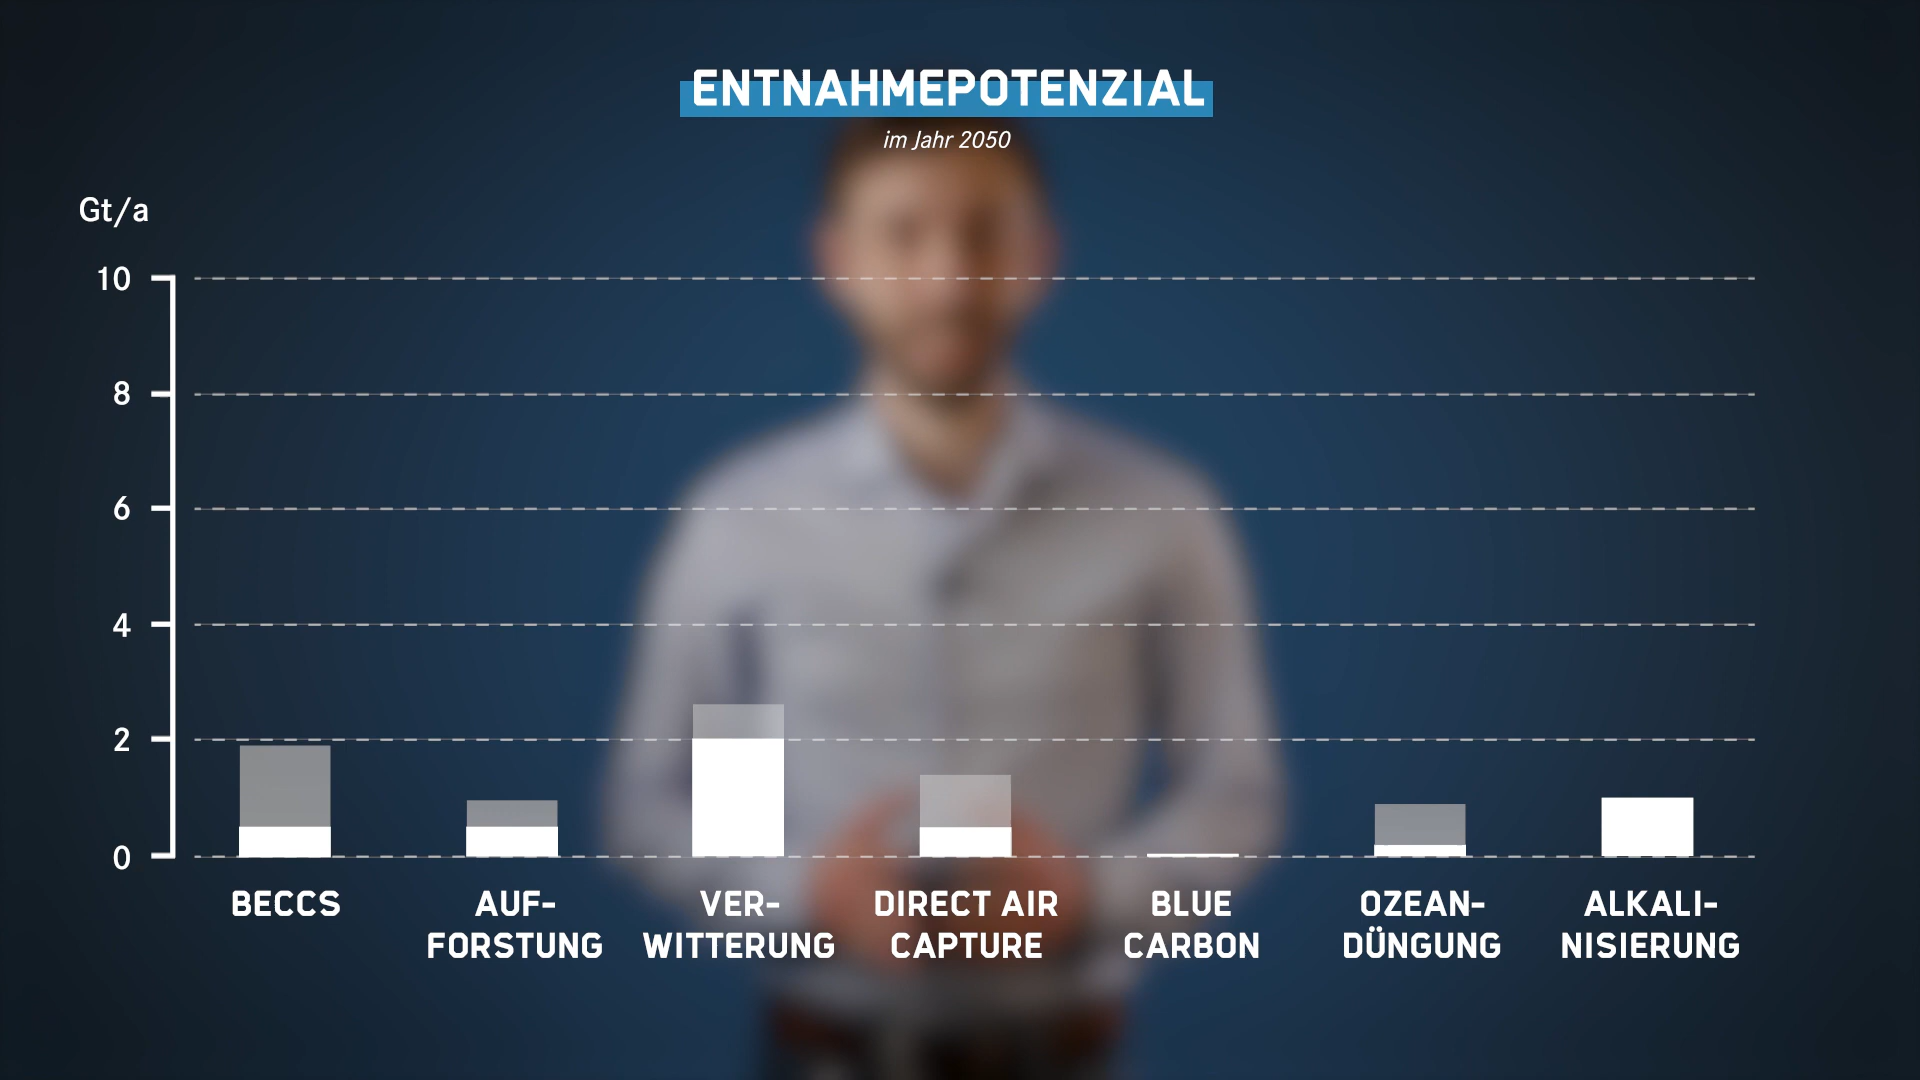 ENTNAHMEPOTENZIAL
im Jahr 2050
Gt/a
10
8
6
4
2
0
BECCS
AUF-
FORSTUNG
VER-
WITTERUNG
DIRECT AIR
CAPTURE
BLUE
CARBON
OZEAN-
DÜNGUNG
ALKALI-
NISIERUNG